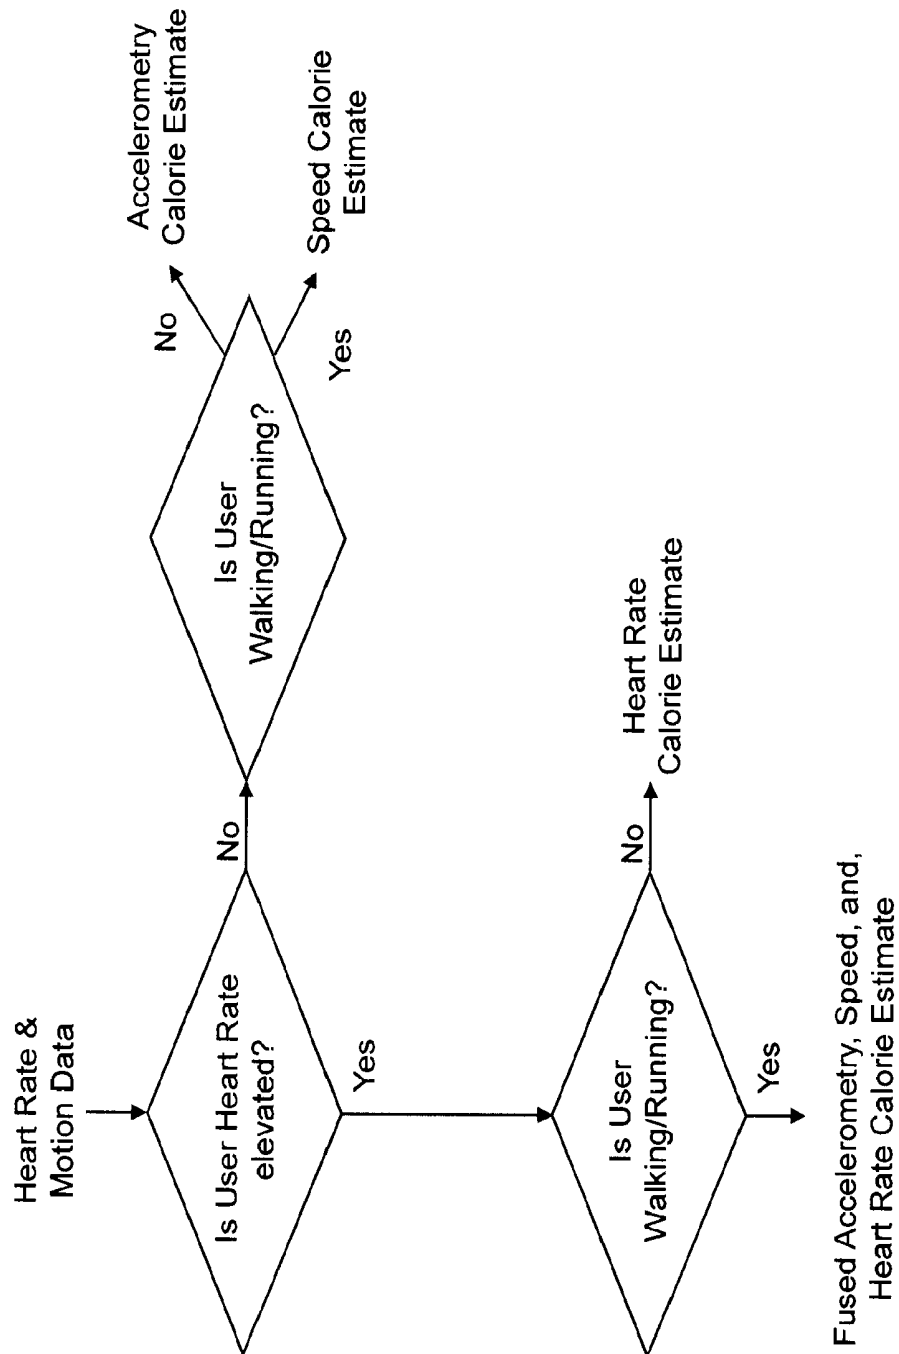 Heart Rate &
Motion Data
Is User Heart Rate
elevated?
No
Is User
Walking/Running?
No
Accelerometry
Calorie Estimate
Yes
Speed Calorie
Estimate
Yes
Is User
Walking/Running?
No
Heart Rate
Calorie Estimate
Yes
Fused Accelerometry, Speed, and,
Heart Rate Calorie Estimate